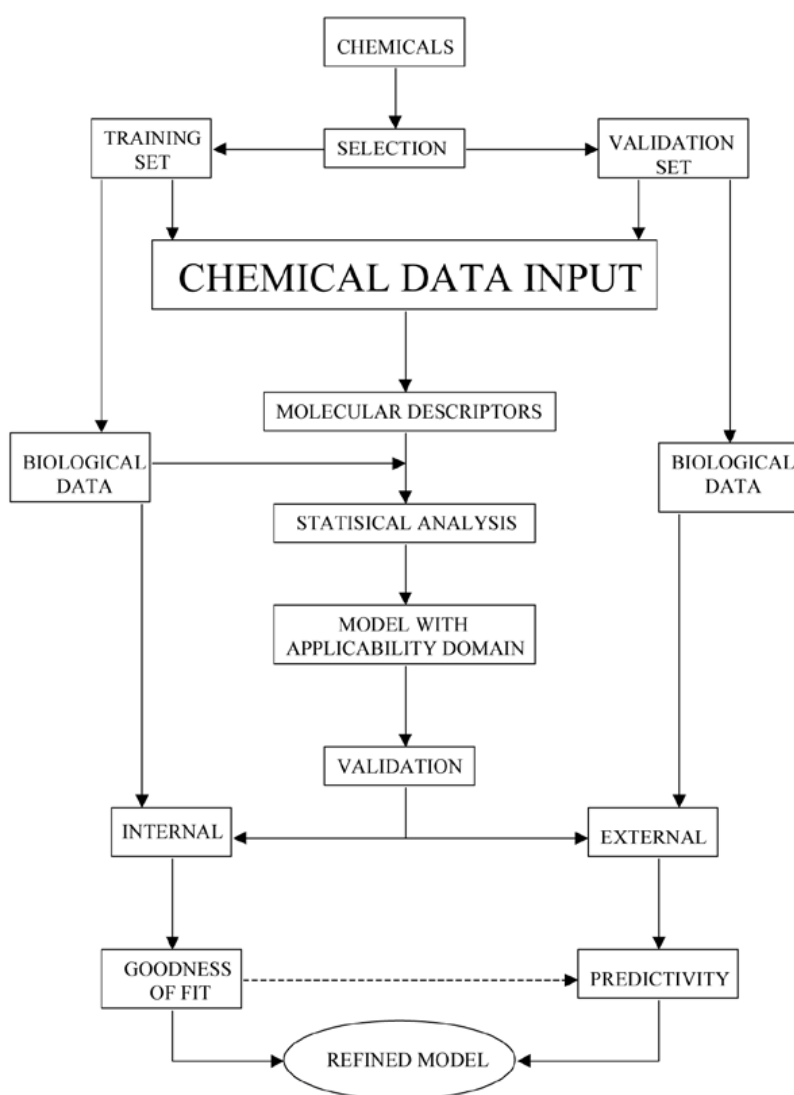 CHEMICALS
TRAINING
SET
SELECTION
VALIDATION
SET
CHEMICAL DATA INPUT
MOLECULAR DESCRIPTORS
BIOLOGICAL
DATA
BIOLOGICAL
DATA
STATISICAL ANALYSIS
MODEL WITH
APPLICABILITY DOMAIN
VALIDATION
INTERNAL
EXTERNAL
GOODNESS
OF FIT
PREDICTIVITY
REFINED MODEL